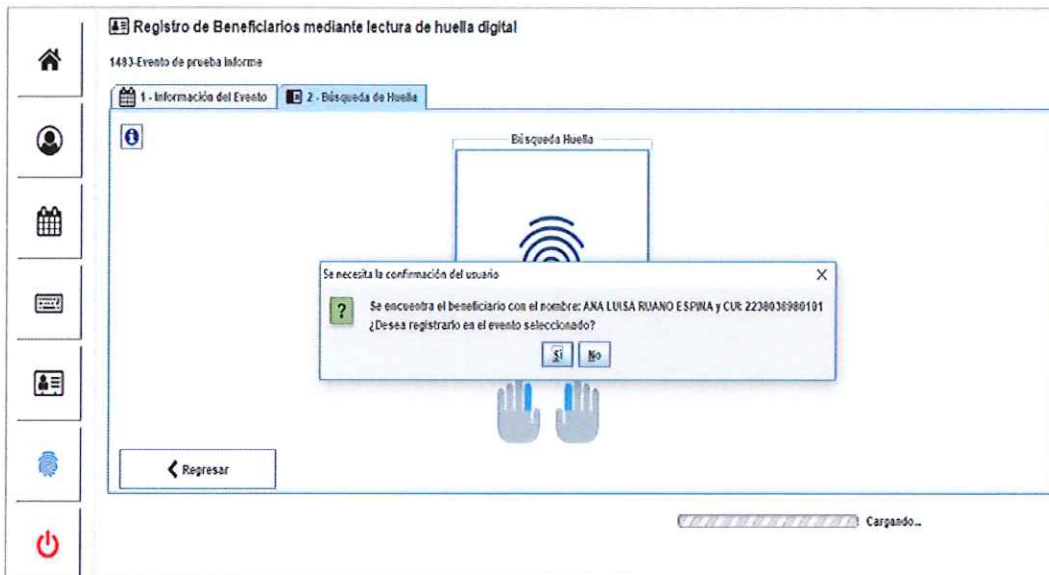 Registro de Beneficiarios mediante lectura de huella digital
1483-Evento de prueba Informe
1 - Información del Evento
2 - Búsqueda de Huella
Búsqueda Huella
Se necesita la confirmación del usuario
Se encuentra el beneficiario con el nombre: ANA LUISA RUANO ESPINA y CUI: 2238038980101
¿Desea registrarlo en el evento seleccionado?
Sí
No
Regresar
Cargando...